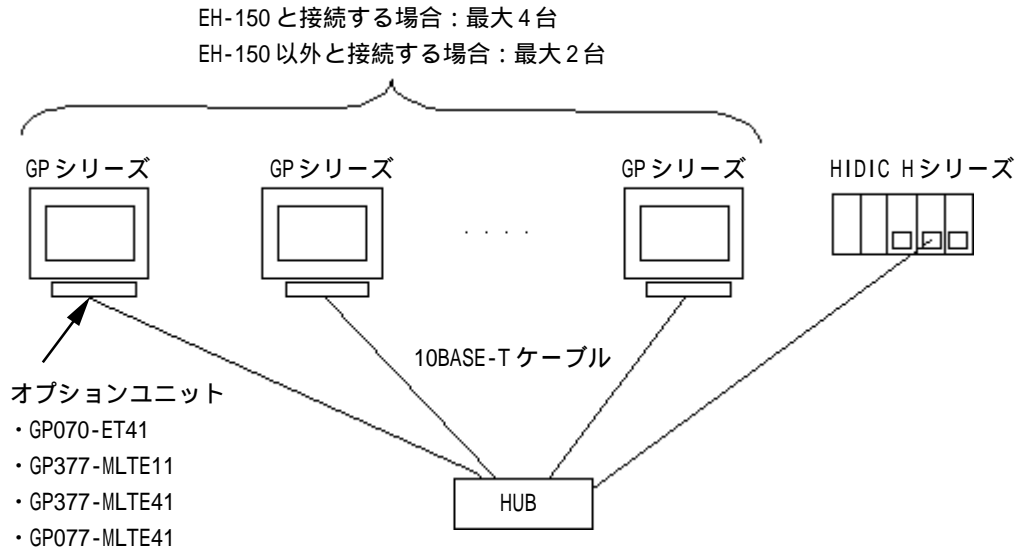 EH-150と接続する場合：最大4台
EH-150以外と接続する場合：最大2台
GPシリーズ
GPシリーズ
GPシリーズ
HIDIC Hシリーズ
・・・・
10BASE-Tケーブル
オプションユニット
・GP070-ET41
・GP377-MLTE11
・GP377-MLTE41
・GP077-MLTE41
HUB